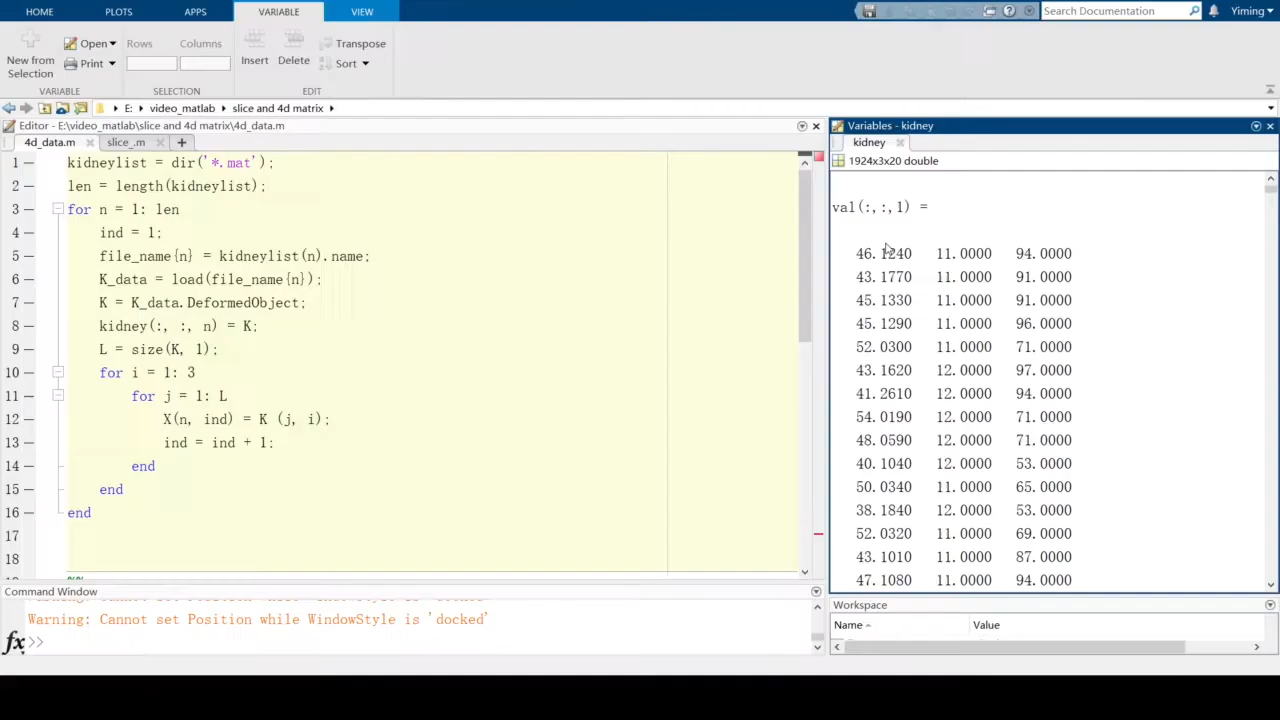 HOME PLOTS APPS VARIABLE VIEW Search Documentation Yiming
New from Selection Open Rows Columns Insert Delete Transpose
Print Sort
VARIABLE SELECTION EDIT
E: video_matlab slice and 4d matrix
Editor - E:\video_matlab\slice and 4d matrix\4d_data.m
4d_data.m slice_.m
1 kidneylist = dir('*.mat');
2 len = length(kidneylist);
3 for n = 1: len
4 ind = 1;
5 file_name{n} = kidneylist(n).name;
6 K_data = load(file_name{n});
7 K = K_data.DeformedObject;
8 kidney(:, :, n) = K;
9 L = size(K, 1);
10 for i = 1: 3
11 for j = 1: L
12 X(n, ind) = K (j, i);
13 ind = ind + 1;
14 end
15 end
16 end
17
18
%%
Variables - kidney
kidney
1924x3x20 double
val(:,:,1) =
46.1240 11.0000 94.0000
43.1770 11.0000 91.0000
45.1330 11.0000 91.0000
45.1290 11.0000 96.0000
52.0300 11.0000 71.0000
43.1620 12.0000 97.0000
41.2610 12.0000 94.0000
54.0190 12.0000 71.0000
48.0590 12.0000 71.0000
40.1040 12.0000 53.0000
50.0340 11.0000 65.0000
38.1840 12.0000 53.0000
52.0320 11.0000 69.0000
43.1010 11.0000 87.0000
47.1080 11.0000 94.0000
Command Window
Warning: Cannot set Position while WindowStyle is 'docked'
fx >>
Workspace
Name Value